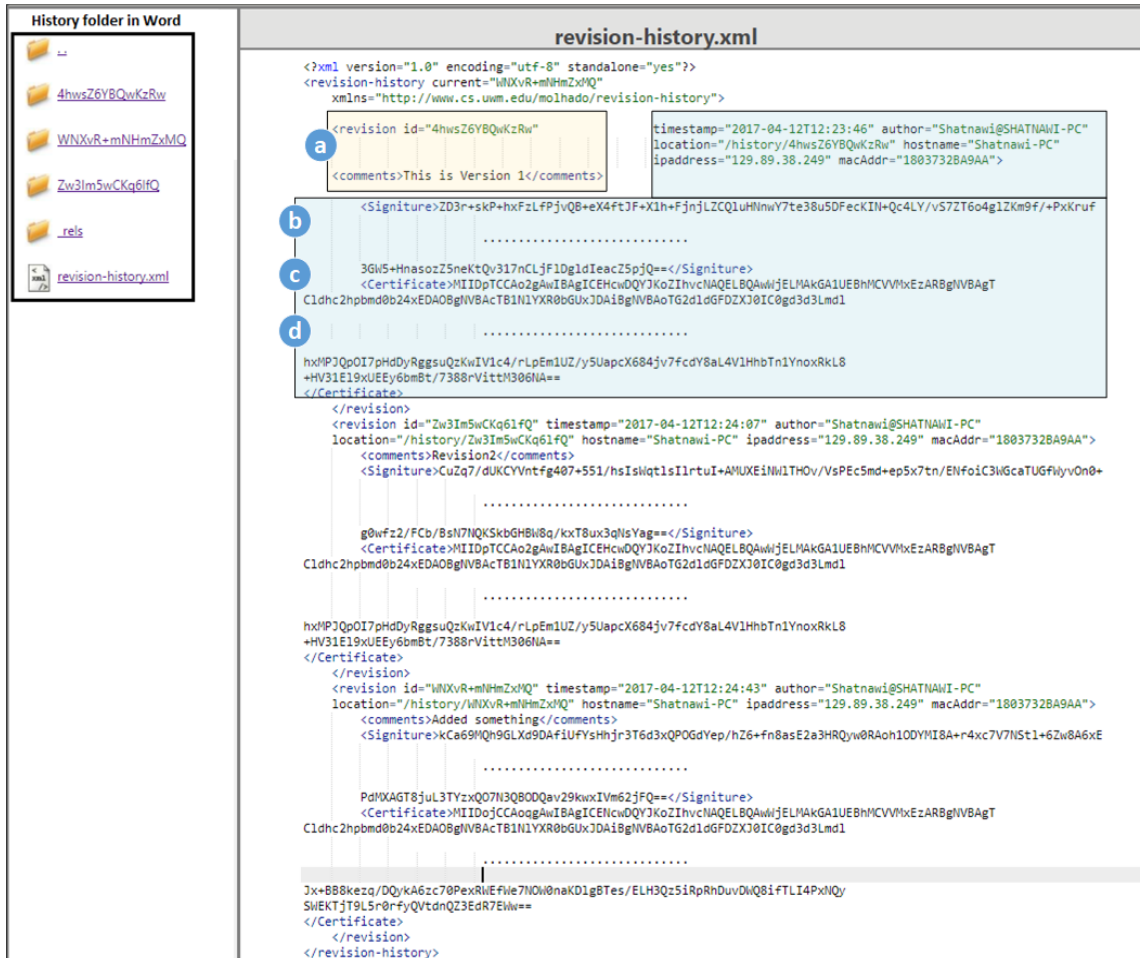 History folder in Word
. .
4hwsZ6YBQwKzRw
WNXvR+mNHmZxMQ
Zw3Im5wCKq6lfQ
_rels
revision-history.xml
revision-history.xml
<?xml version="1.0" encoding="utf-8" standalone="yes"?>
<revision-history current="WNXvR+mNHmZxMQ"
xmlns="http://www.cs.uwm.edu/molhado/revision-history">
a
<revision id="4hwsZ6YBQwKzRw"
<comments>This is Version 1</comments>
timestamp="2017-04-12T12:23:46" author="Shatnawi@SHATNAWI-PC"
location="/history/4hwsZ6YBQwKzRw" hostname="Shatnawi-PC"
ipaddress="129.89.38.249" macAddr="1803732BA9AA">
b
<Signiture>ZD3r+skP+hxFzLfPjvQB+eX4ftJF+X1h+FjnjLZCQluHNnwY7te38u5DFecKIN+Qc4LY/vS7ZT6o4glZKm9f/+PxKruf
.............................
c
3GW5+HnasozZ5neKtQv317nCLjFlDgldIeacZ5pjQ==</Signiture>
<Certificate>MIIDpTCCAo2gAwIBAgICEHcwDQYJKoZIhvcNAQELBQAwWjELMAkGA1UEBhMCVVMxEzARBgNVBAgT
Cldhc2hpbmd0b24xEDAOBgNVBAcTB1NlYXR0bGUxJDAiBgNVBAoTG2dldGFDZXJ0IC0gd3d3Lmdl
d
.............................
hxMPJQpOI7pHdDyRggsuQzKwIV1c4/rLpEm1UZ/y5UapcX684jv7fcdY8aL4VlHhbTn1YnoxRkL8
+HV31El9xUEEy6bmBt/7388rVittM306NA==
</Certificate>
</revision>
<revision id="Zw3Im5wCKq6lfQ" timestamp="2017-04-12T12:24:07" author="Shatnawi@SHATNAWI-PC"
location="/history/Zw3Im5wCKq6lfQ" hostname="Shatnawi-PC" ipaddress="129.89.38.249" macAddr="1803732BA9AA">
<comments>Revision2</comments>
<Signiture>CuZq7/dUKCYVntfg407+551/hsIsWqtlsIlrtuI+AMUXEiNWlTHOv/VsPEc5md+ep5x7tn/ENfoiC3WGcaTUGfWyvOn0+
.............................
g0wfz2/FCb/BsN7NQKSkbGHBW8q/kxT8ux3qNsYag==</Signiture>
<Certificate>MIIDpTCCAo2gAwIBAgICEHcwDQYJKoZIhvcNAQELBQAwWjELMAkGA1UEBhMCVVMxEzARBgNVBAgT
Cldhc2hpbmd0b24xEDAOBgNVBAcTB1NlYXR0bGUxJDAiBgNVBAoTG2dldGFDZXJ0IC0gd3d3Lmdl
.............................
hxMPJQpOI7pHdDyRggsuQzKwIV1c4/rLpEm1UZ/y5UapcX684jv7fcdY8aL4VlHhbTn1YnoxRkL8
+HV31El9xUEEy6bmBt/7388rVittM306NA==
</Certificate>
</revision>
<revision id="WNXvR+mNHmZxMQ" timestamp="2017-04-12T12:24:43" author="Shatnawi@SHATNAWI-PC"
location="/history/WNXvR+mNHmZxMQ" hostname="Shatnawi-PC" ipaddress="129.89.38.249" macAddr="1803732BA9AA">
<comments>Added something</comments>
<Signiture>kCa69MQh9GLXd9DAfiUfYsHhjr3T6d3xQPOGdYep/hZ6+fn8asE2a3HRQyw0RAoh1ODYMI8A+r4xc7V7NStl+6Zw8A6xE
.............................
PdMXAGT8juL3TYzxQO7N3QBODQav29kwxIVm62jFQ==</Signiture>
<Certificate>MIIDojCCAoqgAwIBAgICENcwDQYJKoZIhvcNAQELBQAwWjELMAkGA1UEBhMCVVMxEzARBgNVBAgT
Cldhc2hpbmd0b24xEDAOBgNVBAcTB1NlYXR0bGUxJDAiBgNVBAoTG2dldGFDZXJ0IC0gd3d3Lmdl
.............................
Jx+BB8kezq/DQykA6zc70PexRWEfWe7NOW0naKDlgBTes/ELH3Qz5iRpRhDuvDWQ8ifTLI4PxNQy
SWEKTjT9L5r0rfyQVtdnQZ3EdR7EWw==
</Certificate>
</revision>
</revision-history>